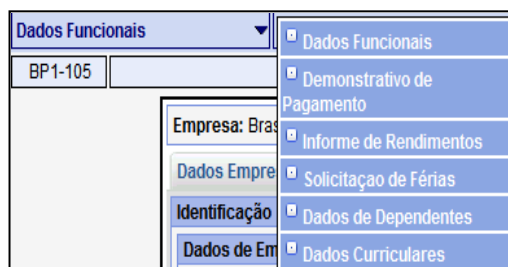 Dados Funcionais
BP1-105
Empresa: Bras
Dados Empre
Identificação
Dados de Em
Dados Funcionais
Demonstrativo de
Pagamento
Informe de Rendimentos
Solicitaçao de Férias
Dados de Dependentes
Dados Curriculares